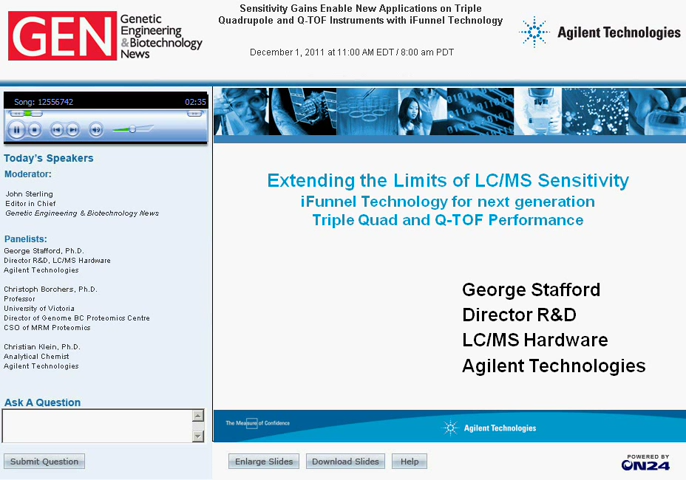 GEN
Genetic
Engineering
& Biotechnology
News
Sensitivity Gains Enable New Applications on Triple
Quadrupole and Q-TOF Instruments with iFunnel Technology
December 1, 2011 at 11:00 AM EDT / 8:00 am PDT
Agilent Technologies
Song: 12556742
02:35
Today's Speakers
Moderator:
John Sterling
Editor in Chief
Genetic Engineering & Biotechnology News
Panelists:
George Stafford, Ph.D.
Director R&D, LC/MS Hardware
Agilent Technologies
Christoph Borchers, Ph.D.
Professor
University of Victoria
Director of Genome BC Proteomics Centre
CSO of MRM Proteomics
Christian Klein, Ph.D.
Analytical Chemist
Agilent Technologies
Ask A Question
Submit Question
Extending the Limits of LC/MS Sensitivity
iFunnel Technology for next generation
Triple Quad and Q-TOF Performance
George Stafford
Director R&D
LC/MS Hardware
Agilent Technologies
The Measure of Confidence
Agilent Technologies
Enlarge Slides
Download Slides
Help
POWERED BY
ON24